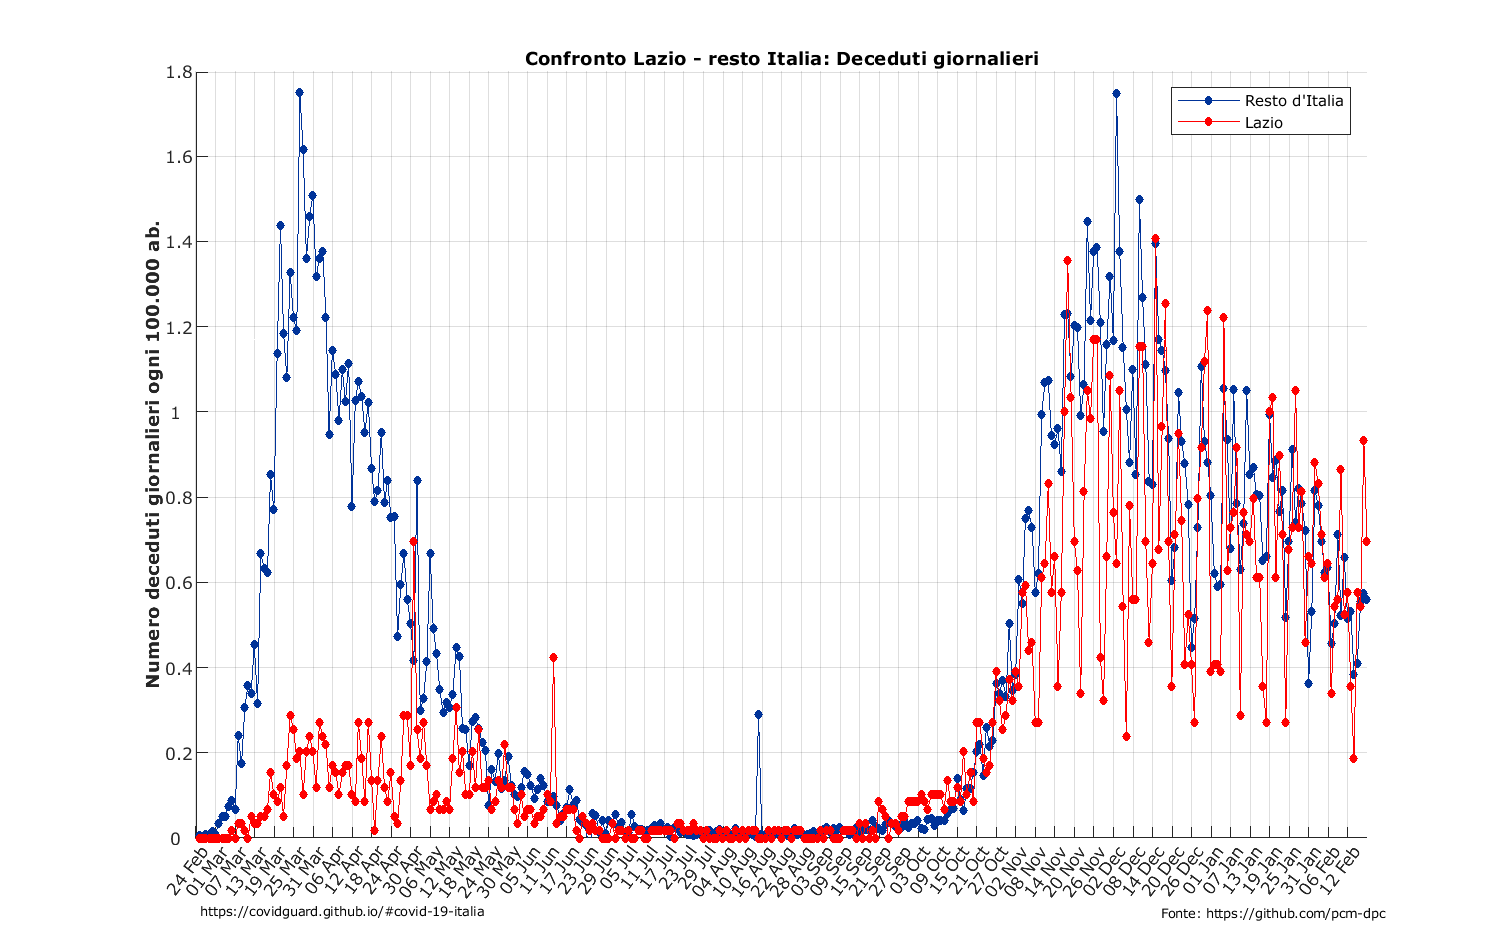 Confronto Lazio - resto Italia: Deceduti giornalieri
Resto d'Italia
Lazio
Numero deceduti giornalieri ogni 100.000 ab.
1.8
1.6
1.4
1.2
1
0.8
0.6
0.4
0.2
0
24 Feb
01 Mar
07 Mar
13 Mar
19 Mar
25 Mar
31 Mar
06 Apr
12 Apr
18 Apr
24 Apr
30 Apr
06 May
12 May
18 May
24 May
30 May
05 Jun
11 Jun
17 Jun
23 Jun
29 Jun
05 Jul
11 Jul
17 Jul
23 Jul
29 Jul
04 Aug
10 Aug
16 Aug
22 Aug
28 Aug
03 Sep
09 Sep
15 Sep
21 Sep
27 Sep
03 Oct
09 Oct
15 Oct
21 Oct
27 Oct
02 Nov
08 Nov
14 Nov
20 Nov
26 Nov
02 Dec
08 Dec
14 Dec
20 Dec
26 Dec
01 Jan
07 Jan
13 Jan
19 Jan
25 Jan
31 Jan
06 Feb
12 Feb
https://covidguard.github.io/#covid-19-italia
Fonte: https://github.com/pcm-dpc